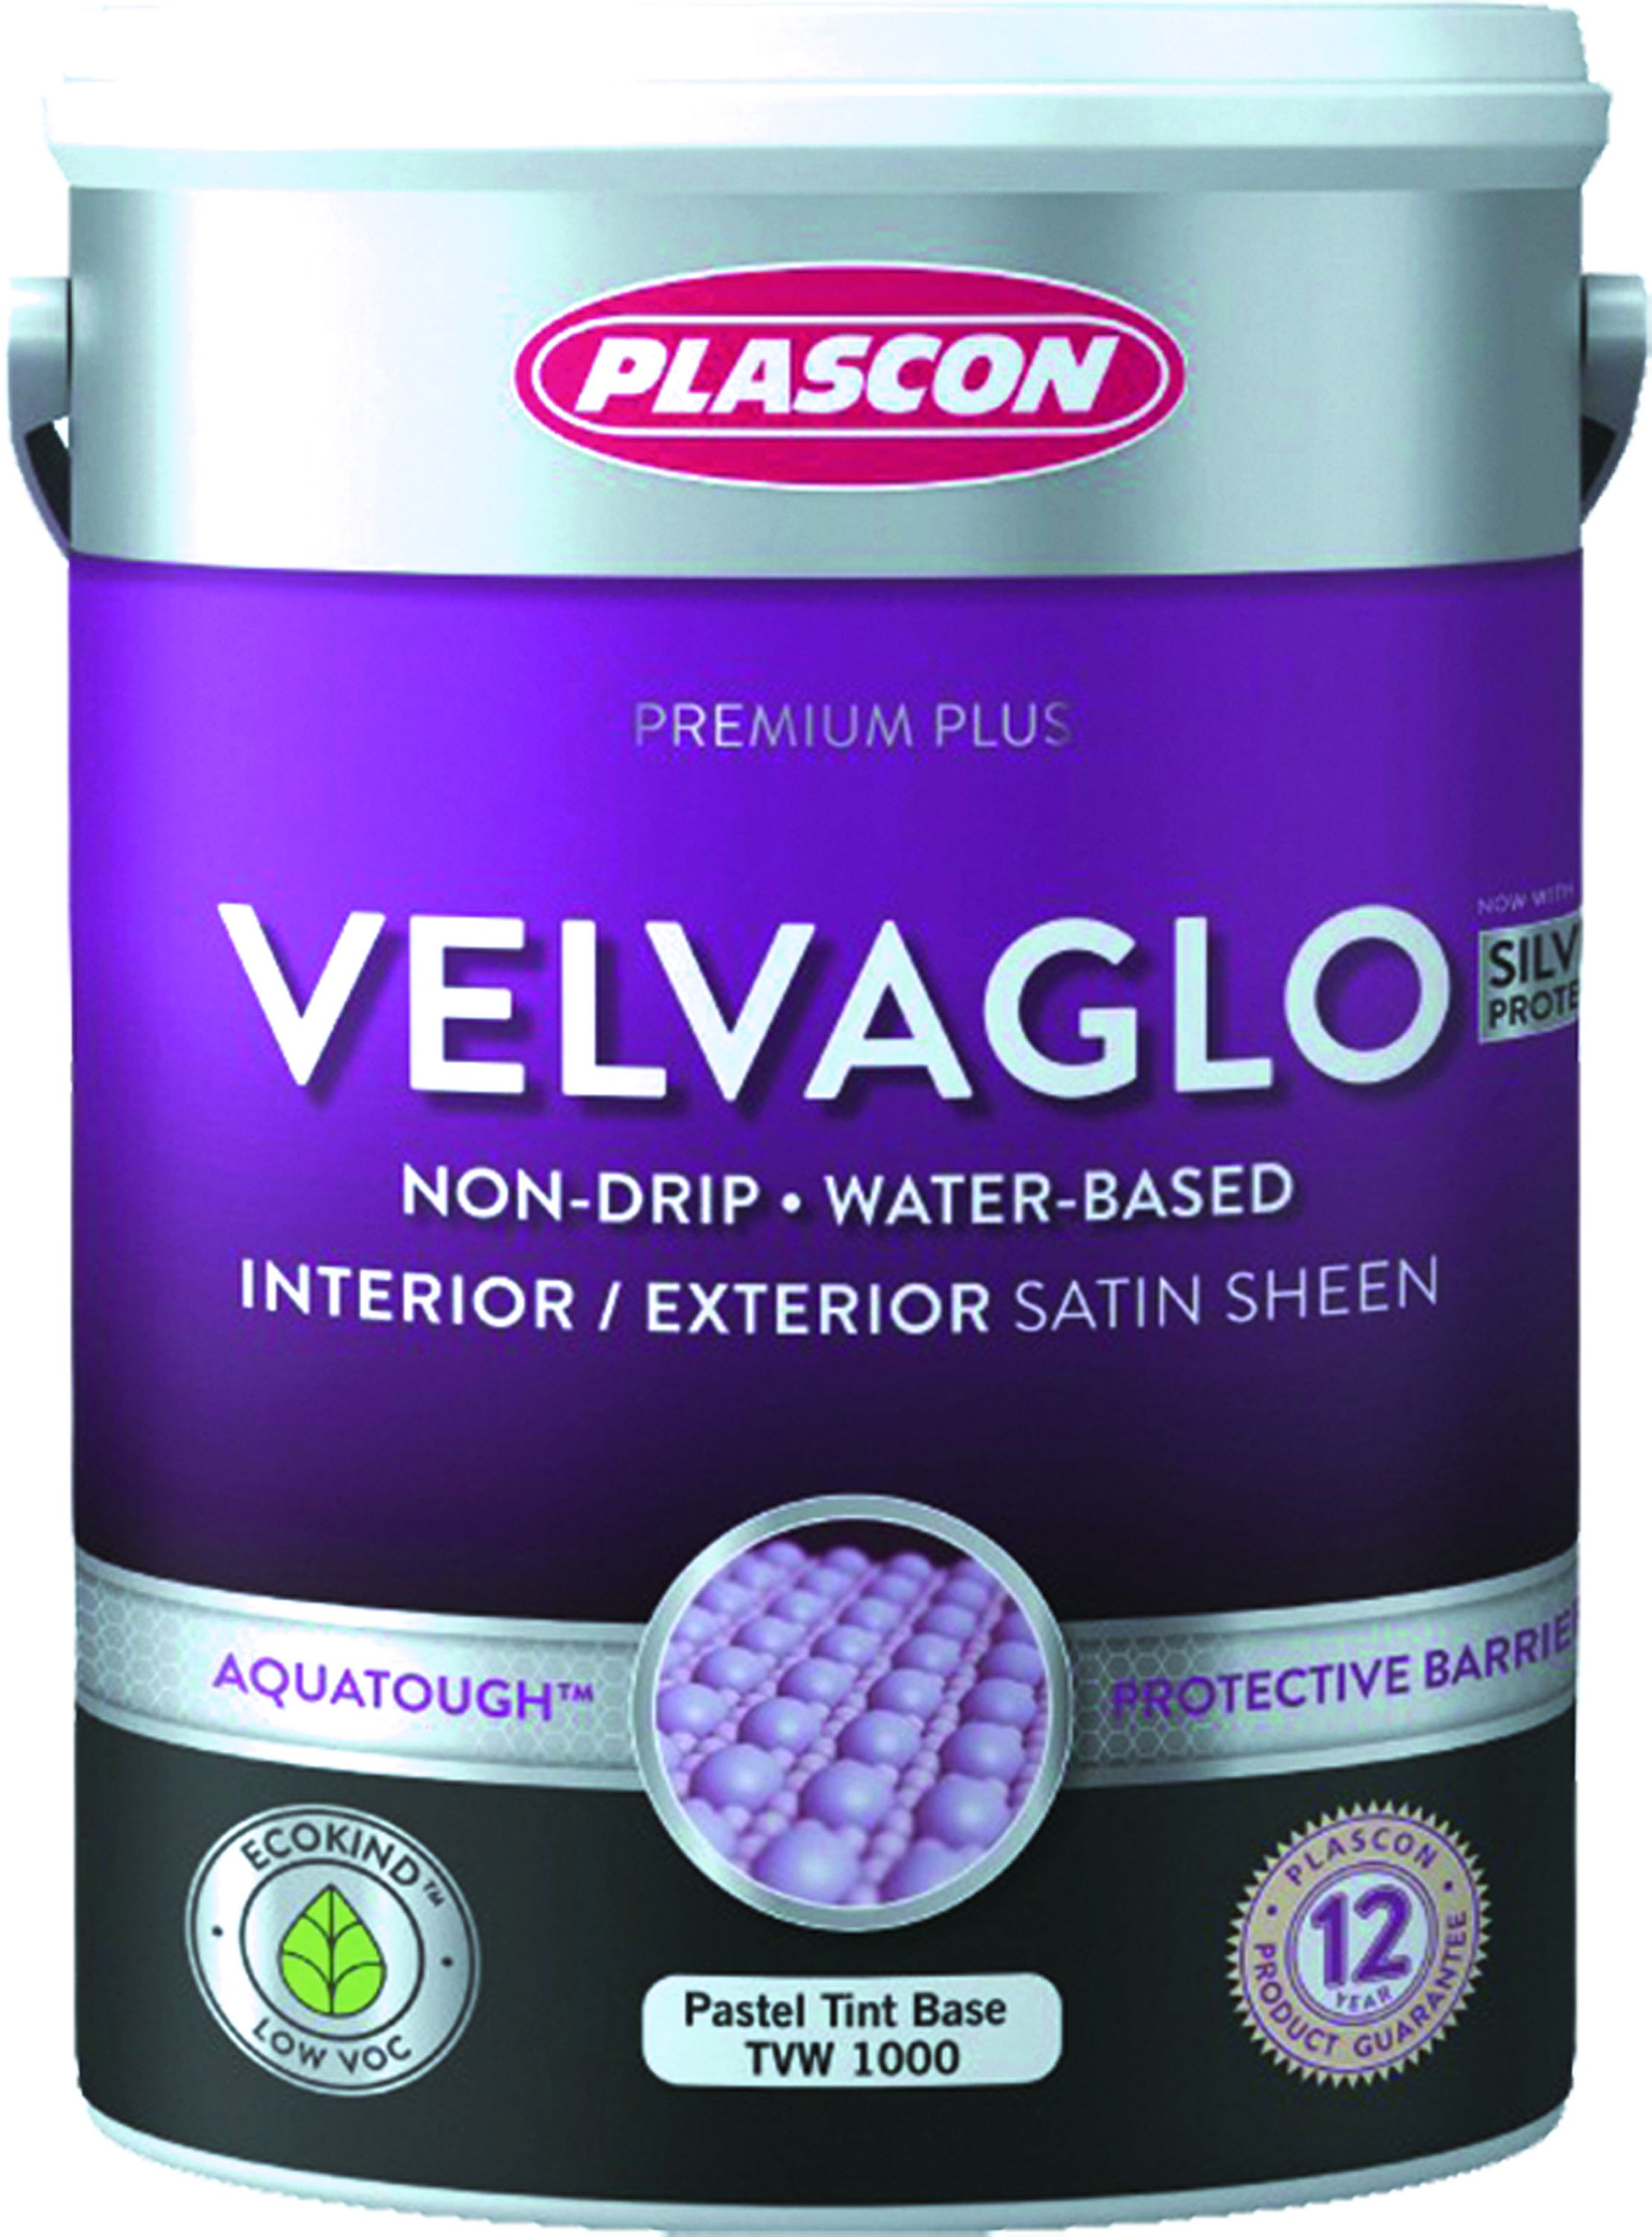 PLASCON
PREMIUM PLUS
VELVAGLO
NOW WITH
NON-DRIP • WATER-BASED
INTERIOR / EXTERIOR SATIN SHEEN
AQUATOUGH™
PROTECTIVE
ECOKIND™
LOW VOC
Pastel Tint Base
TVW 1000
PLASCON
12
YEAR
PRODUCT GUARANTEE